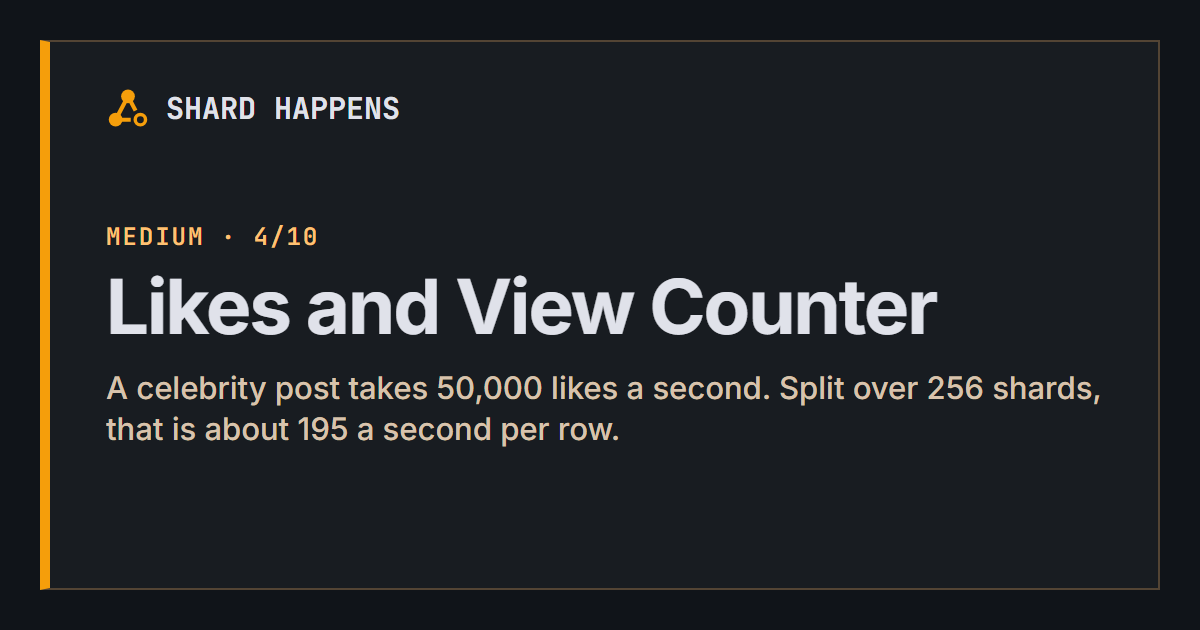 SHARD HAPPENS
MEDIUM · 4/10
Likes and View Counter
A celebrity post takes 50,000 likes a second. Split over 256 shards,
that is about 195 a second per row.